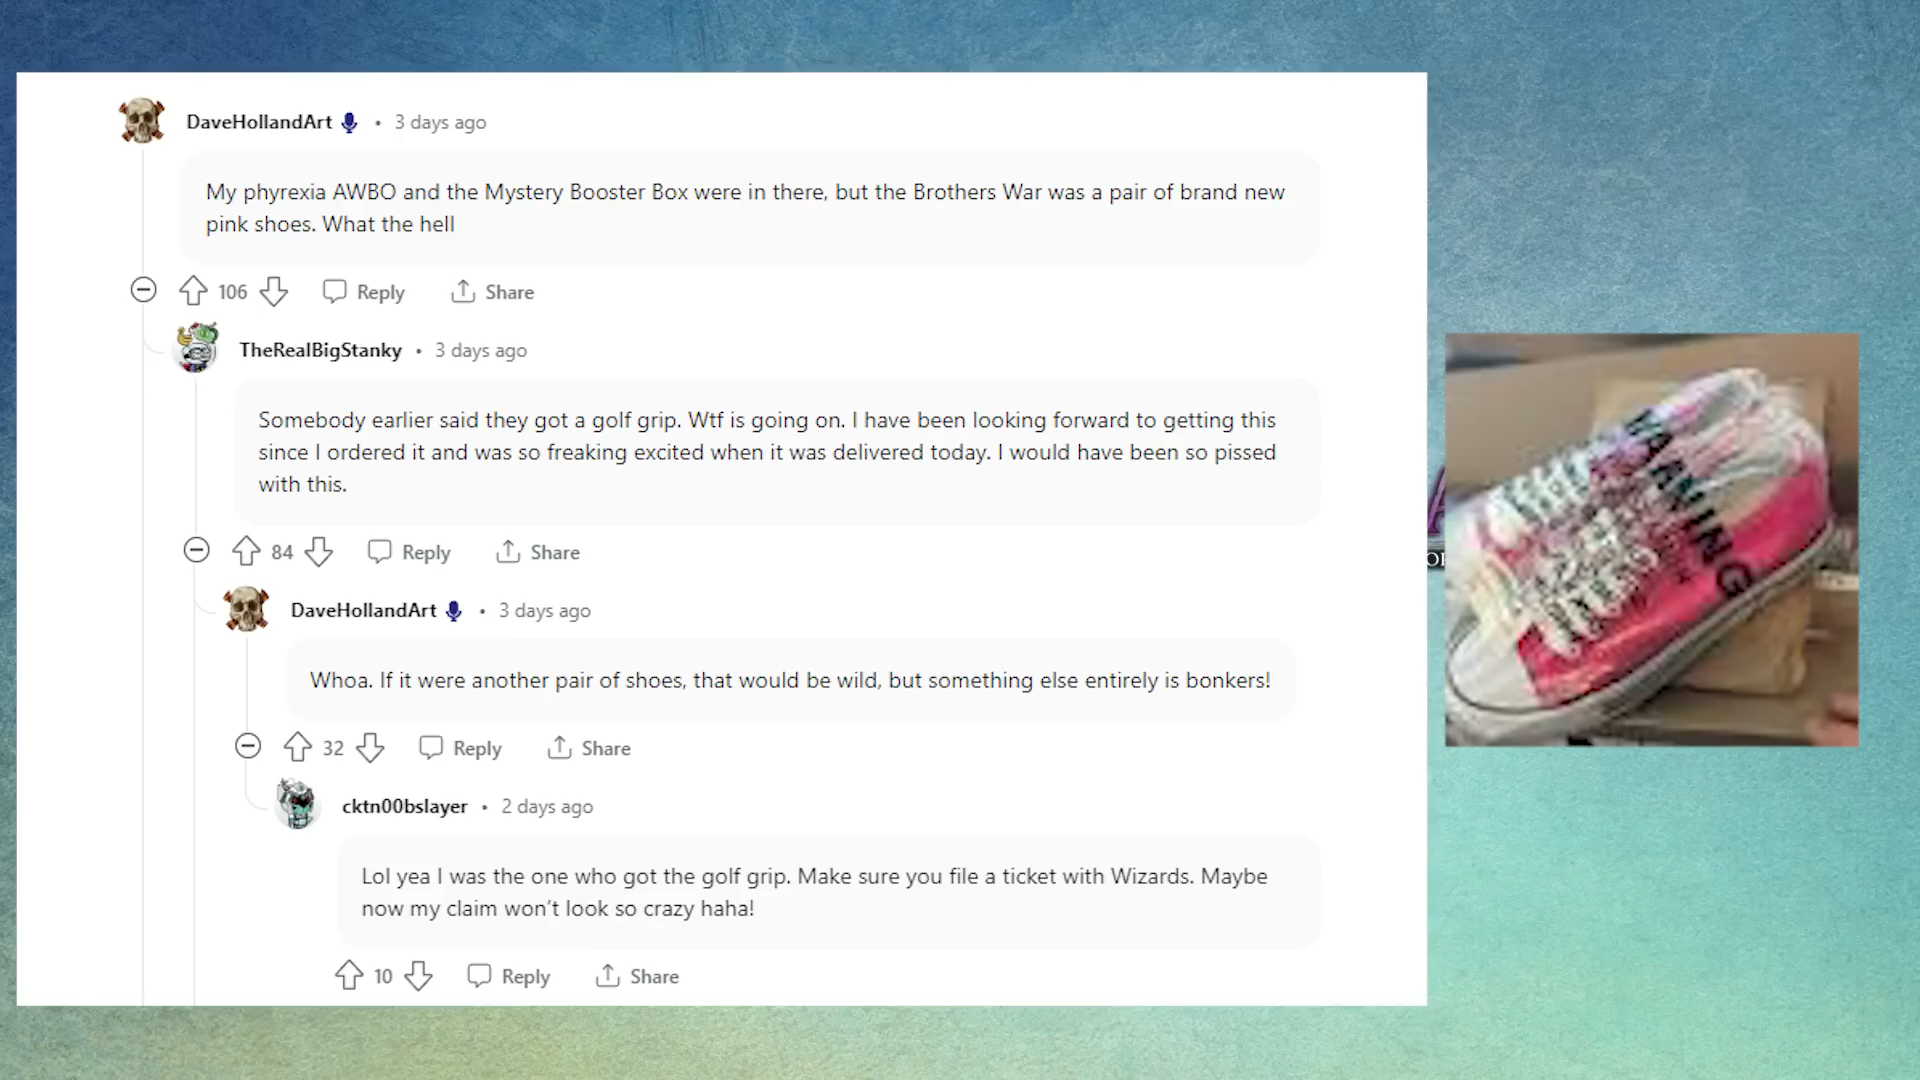 DaveHollandArt • 3 days ago
My phyrexia AWBO and the Mystery Booster Box were in there, but the Brothers War was a pair of brand new
pink shoes. What the hell
106 Reply Share
TheRealBigStanky • 3 days ago
Somebody earlier said they got a golf grip. Wtf is going on. I have been looking forward to getting this
since I ordered it and was so freaking excited when it was delivered today. I would have been so pissed
with this.
84 Reply Share
DaveHollandArt • 3 days ago
Whoa. If it were another pair of shoes, that would be wild, but something else entirely is bonkers!
32 Reply Share
cktn00bslayer • 2 days ago
Lol yea I was the one who got the golf grip. Make sure you file a ticket with Wizards. Maybe
now my claim won't look so crazy haha!
10 Reply Share